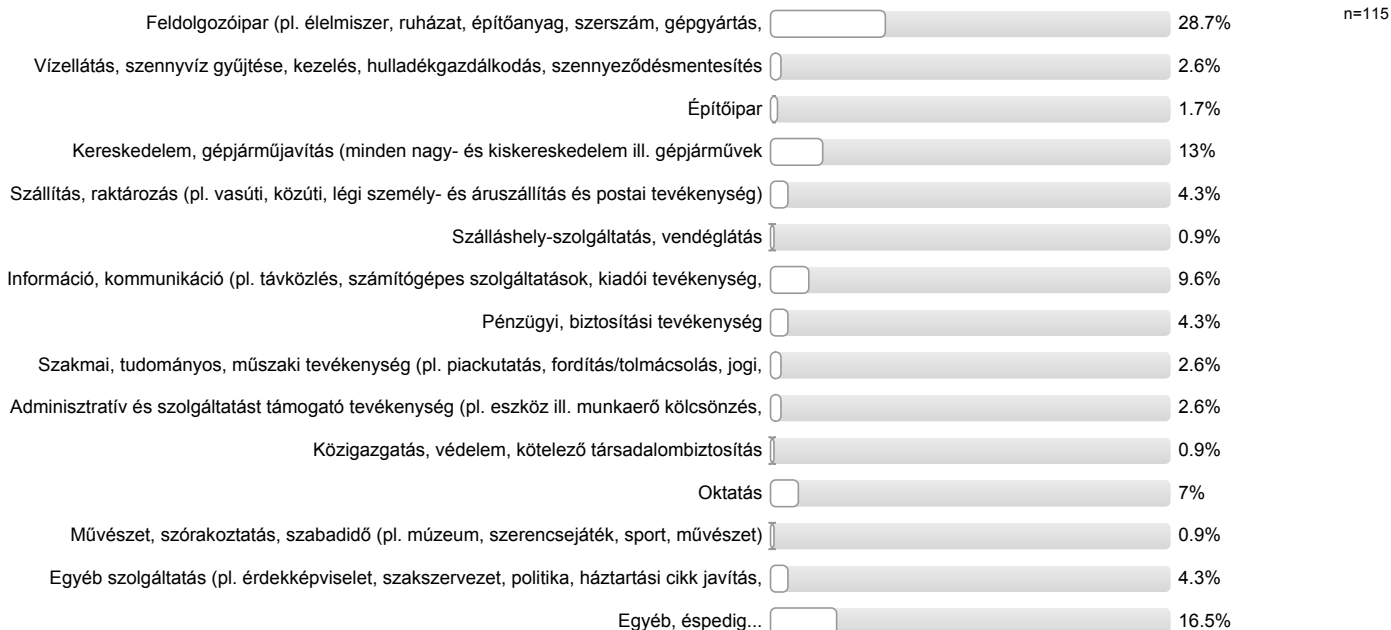 Feldolgozóipar (pl. élelmiszer, ruházat, építőanyag, szerszám, gépgyártás, 28.7% n=115
Vízellátás, szennyvíz gyűjtése, kezelés, hulladékgazdálkodás, szennyeződésmentesítés 2.6%
Építőipar 1.7%
Kereskedelem, gépjárműjavítás (minden nagy- és kiskereskedelem ill. gépjárművek 13%
Szállítás, raktározás (pl. vasúti, közúti, légi személy- és áruszállítás és postai tevékenység) 4.3%
Szálláshely-szolgáltatás, vendéglátás 0.9%
Információ, kommunikáció (pl. távközlés, számítógépes szolgáltatások, kiadói tevékenység, 9.6%
Pénzügyi, biztosítási tevékenység 4.3%
Szakmai, tudományos, műszaki tevékenység (pl. piackutatás, fordítás/tolmácsolás, jogi, 2.6%
Adminisztratív és szolgáltatást támogató tevékenység (pl. eszköz ill. munkaerő kölcsönzés, 2.6%
Közigazgatás, védelem, kötelező társadalombiztosítás 0.9%
Oktatás 7%
Művészet, szórakoztatás, szabadidő (pl. múzeum, szerencsejáték, sport, művészet) 0.9%
Egyéb szolgáltatás (pl. érdekképviselet, szakszervezet, politika, háztartási cikk javítás, 4.3%
Egyéb, éspedig... 16.5%